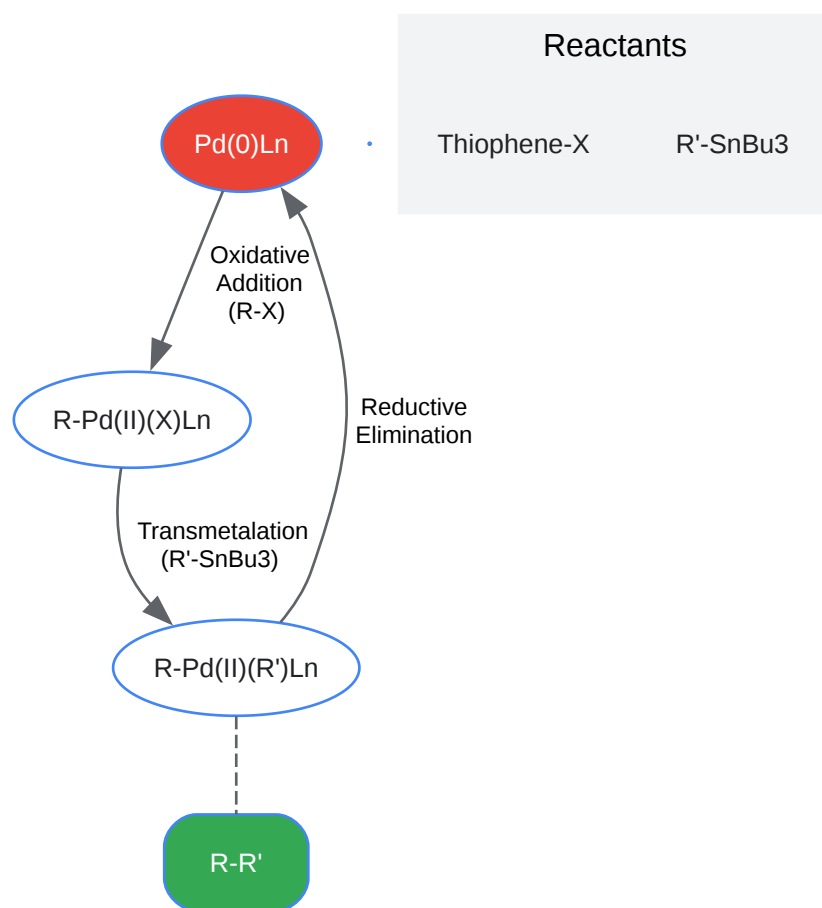 Reactants
Pd(0)Ln
Thiophene-X
R'-SnBu3
Oxidative
Addition
(R-X)
R-Pd(II)(X)Ln
Reductive
Elimination
Transmetalation
(R'-SnBu3)
R-Pd(II)(R')Ln
R-R'